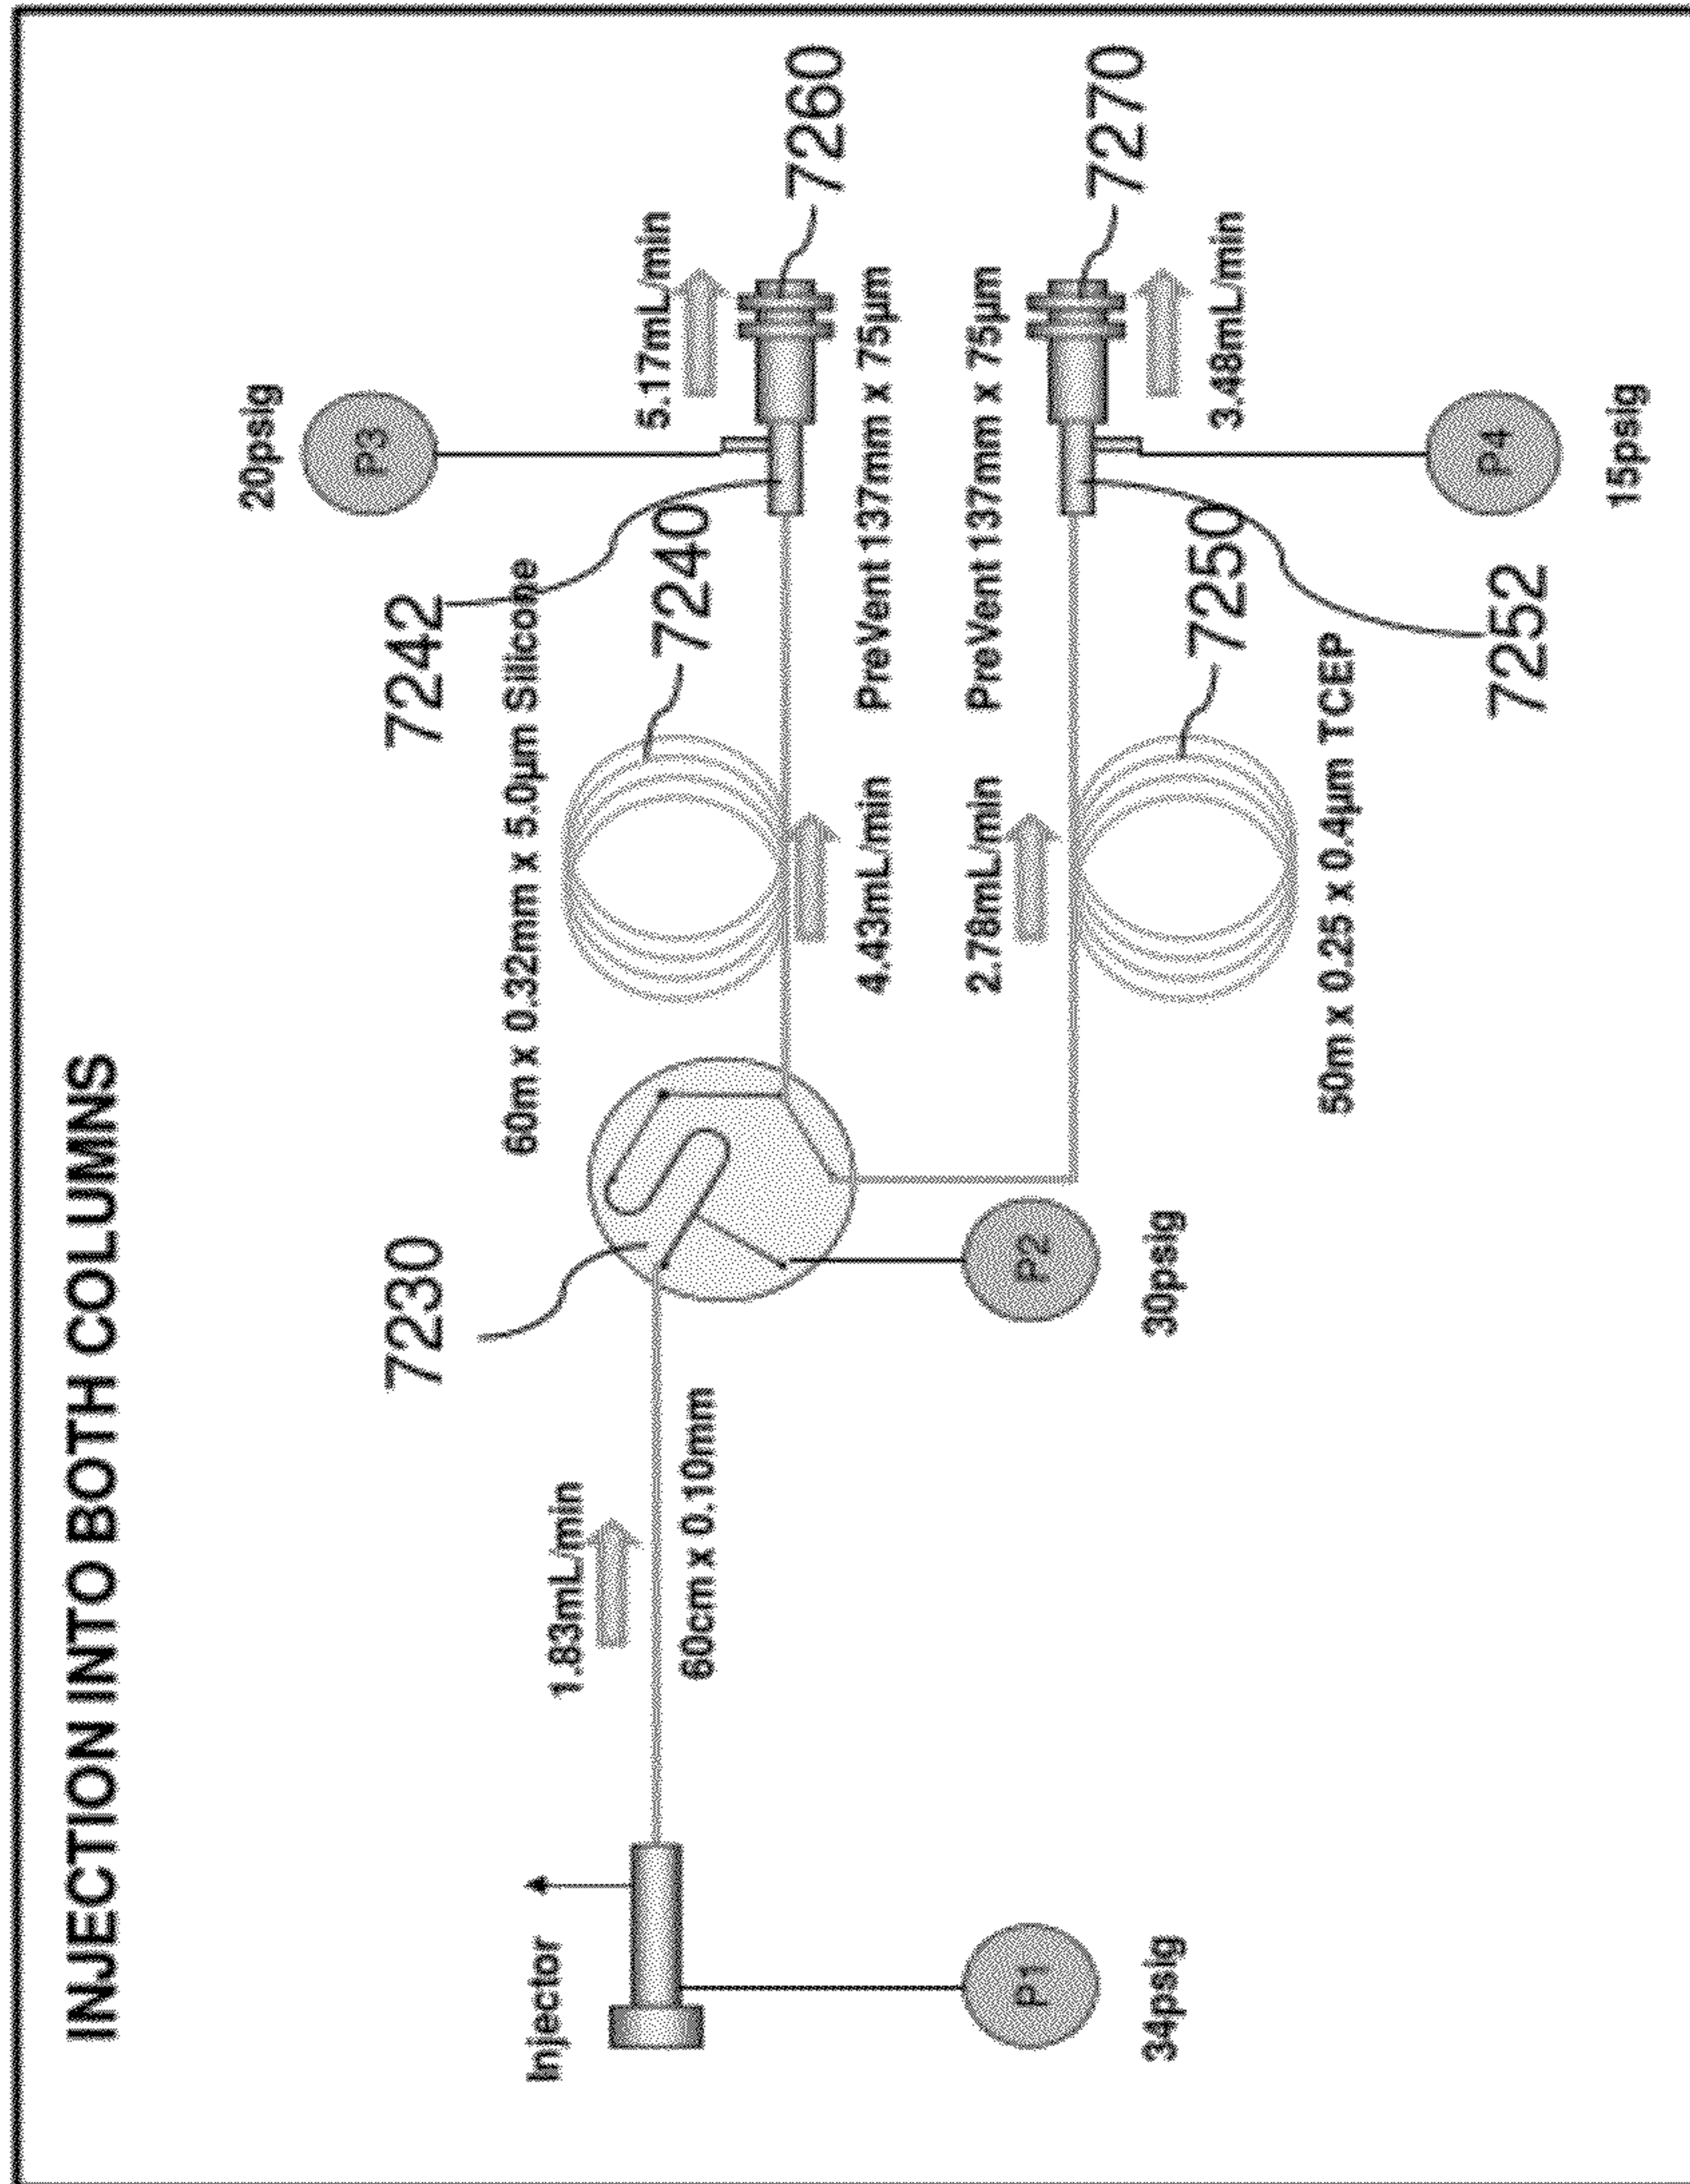 INJECTION INTO BOTH COLUMNS
20psig
P3
7242
7230
60m x 0.32mm x 5.0µm Silicone
5.17mL/min
7240
7260
Injector
1.83mL/min
60cm x 0.10mm
4.43mL/min
PreVent 137mm x 75µm
2.78mL/min
PreVent 137mm x 75µm
7270
P1
34psig
P2
30psig
7250
3.48mL/min
50m x 0.25 x 0.4µm TCEP
P4
7252
15psig